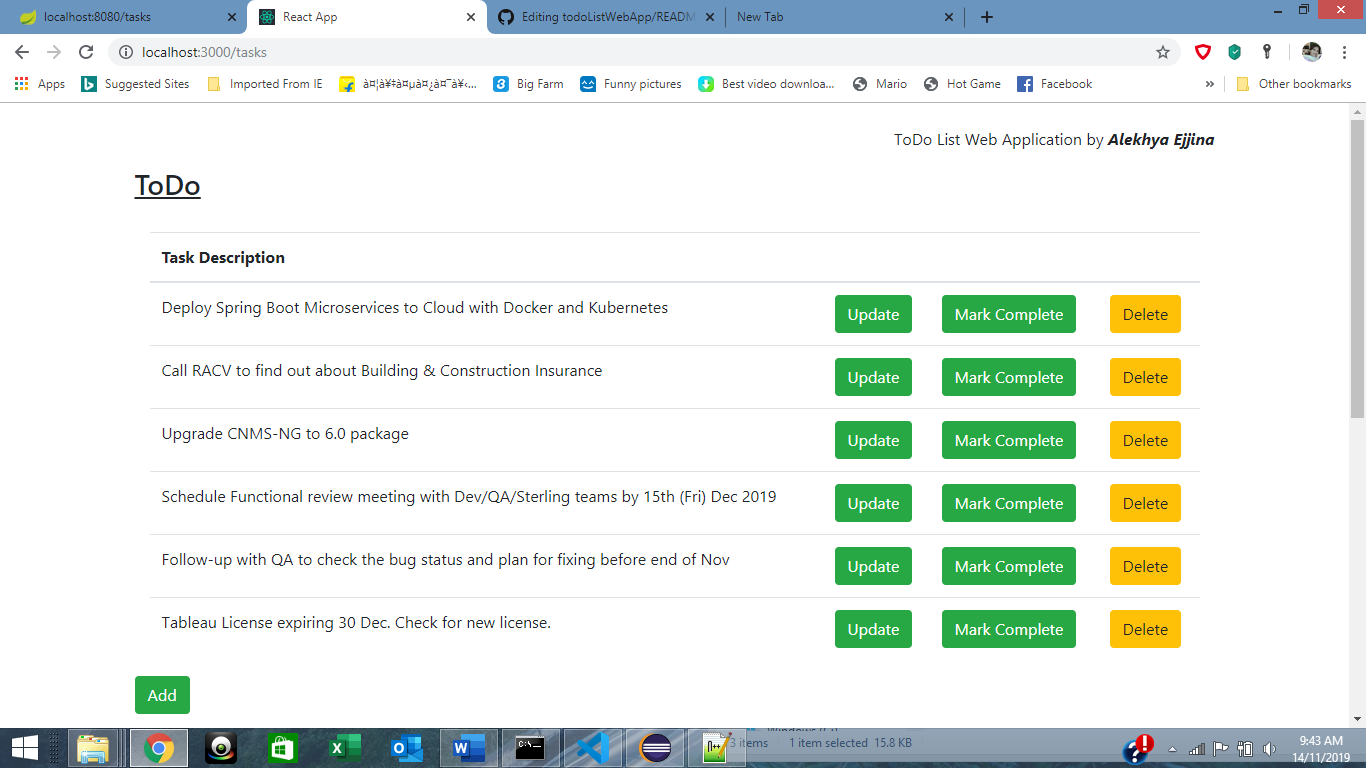 localhost:8080/tasks
React App
Editing todoListWebApp/READM
New Tab
localhost:3000/tasks
Apps
Suggested Sites
Imported From IE
Big Farm
Funny pictures
Best video downloa...
Mario
Hot Game
Facebook
»
Other bookmarks
ToDo List Web Application by Alekhya Ejjina
ToDo
Task Description
Deploy Spring Boot Microservices to Cloud with Docker and Kubernetes Update Mark Complete Delete
Call RACV to find out about Building & Construction Insurance Update Mark Complete Delete
Upgrade CNMS-NG to 6.0 package Update Mark Complete Delete
Schedule Functional review meeting with Dev/QA/Sterling teams by 15th (Fri) Dec 2019 Update Mark Complete Delete
Follow-up with QA to check the bug status and plan for fixing before end of Nov Update Mark Complete Delete
Tableau License expiring 30 Dec. Check for new license. Update Mark Complete Delete
Add
3 items 1 item selected 15.8 KB
9:43 AM
14/11/2019